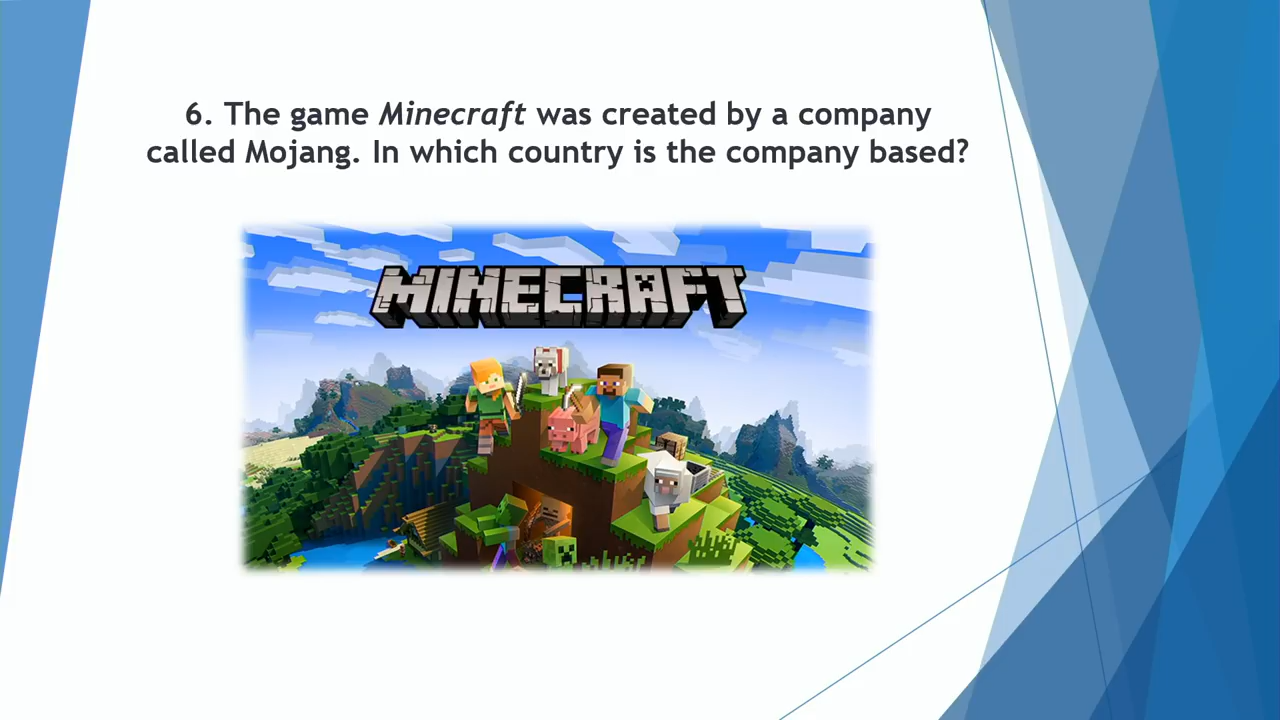 6. The game Minecraft was created by a company
called Mojang. In which country is the company based?
MINECRAFT